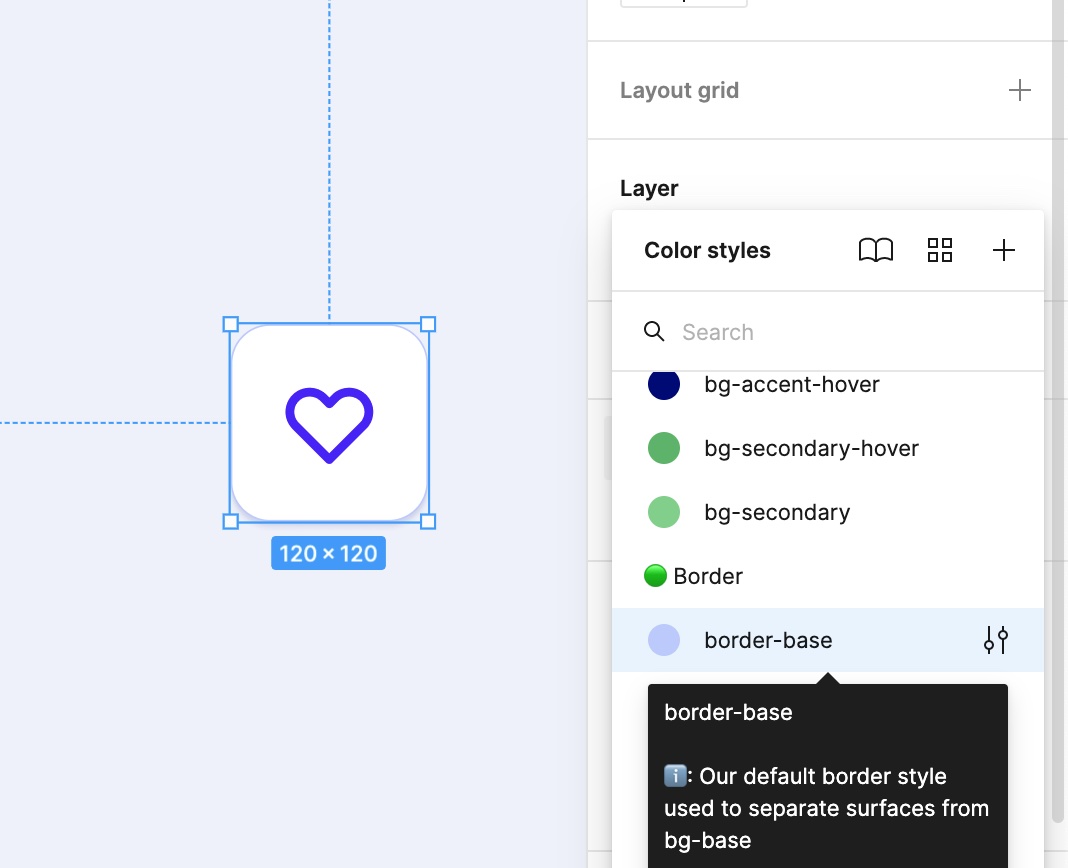 Layout grid
Layer
Color styles
Search
bg-accent-hover
bg-secondary-hover
bg-secondary
Border
border-base
120 × 120
border-base
ℹ️: Our default border style
used to separate surfaces from
bg-base